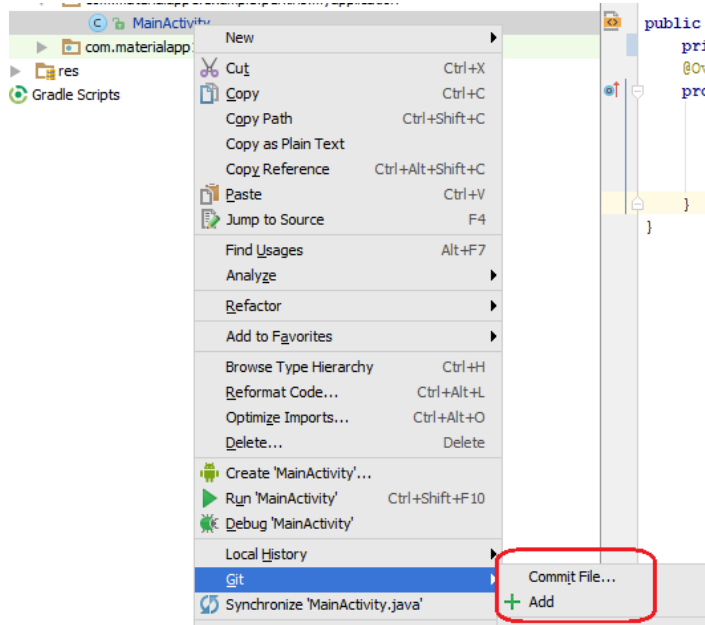 MainActivity
com.materialapp
res
Gradle Scripts
New
Cut Ctrl+X
Copy Ctrl+C
Copy Path Ctrl+Shift+C
Copy as Plain Text
Copy Reference Ctrl+Alt+Shift+C
Paste Ctrl+V
Jump to Source F4
Find Usages Alt+F7
Analyze
Refactor
Add to Favorites
Browse Type Hierarchy Ctrl+H
Reformat Code... Ctrl+Alt+L
Optimize Imports... Ctrl+Alt+O
Delete... Delete
Create 'MainActivity'...
Run 'MainActivity' Ctrl+Shift+F10
Debug 'MainActivity'
Local History
Git
Synchronize 'MainActivity.java'
Commit File...
Add
public
pri
@Ov
pro
}
}